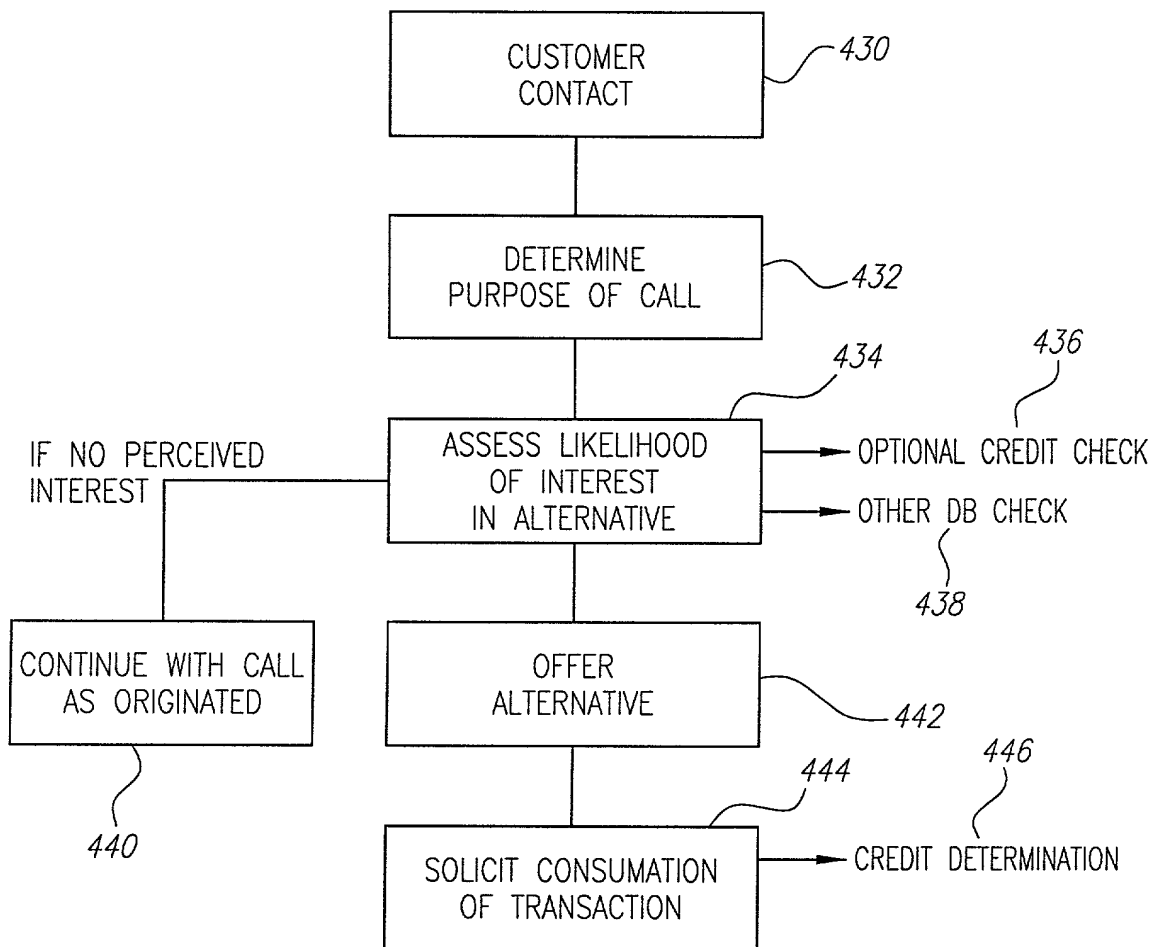 CUSTOMER
CONTACT
430
DETERMINE
PURPOSE OF CALL
432
434
436
IF NO PERCEIVED
INTEREST
ASSESS LIKELIHOOD
OF INTEREST
IN ALTERNATIVE
OPTIONAL CREDIT CHECK
OTHER DB CHECK
438
CONTINUE WITH CALL
AS ORIGINATED
440
OFFER
ALTERNATIVE
442
444
446
SOLICIT CONSUMATION
OF TRANSACTION
CREDIT DETERMINATION